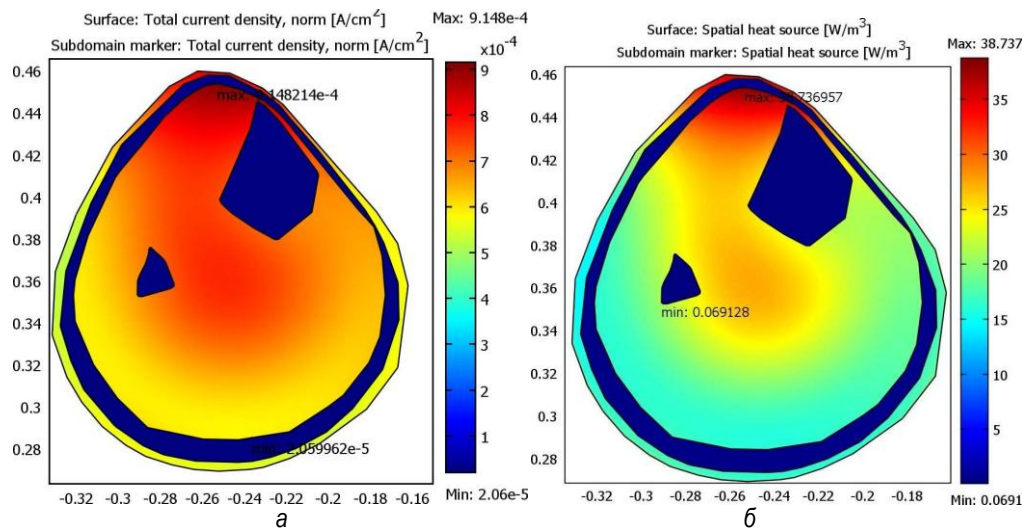 Surface: Total current density, norm [A/cm²]
Max: 9.148e-4
Subdomain marker: Total current density, norm [A/cm²]
x10⁻⁴
0.46
0.44
0.42
0.4
0.38
0.36
0.34
0.32
0.3
0.28
148214e-4
059962e-5
-0.32 -0.3 -0.28 -0.26 -0.24 -0.22 -0.2 -0.18 -0.16
9
8
7
6
5
4
3
2
1
Min: 2.06e-5
а
Surface: Spatial heat source [W/m³]
Subdomain marker: Spatial heat source [W/m³]
Max: 38.737
0.46
0.44
0.42
0.4
0.38
0.36
0.34
0.32
0.3
0.28
max: 736957
min: 0.069128
-0.32 -0.3 -0.28 -0.26 -0.24 -0.22 -0.2 -0.18
35
30
25
20
15
10
5
Min: 0.0691
б